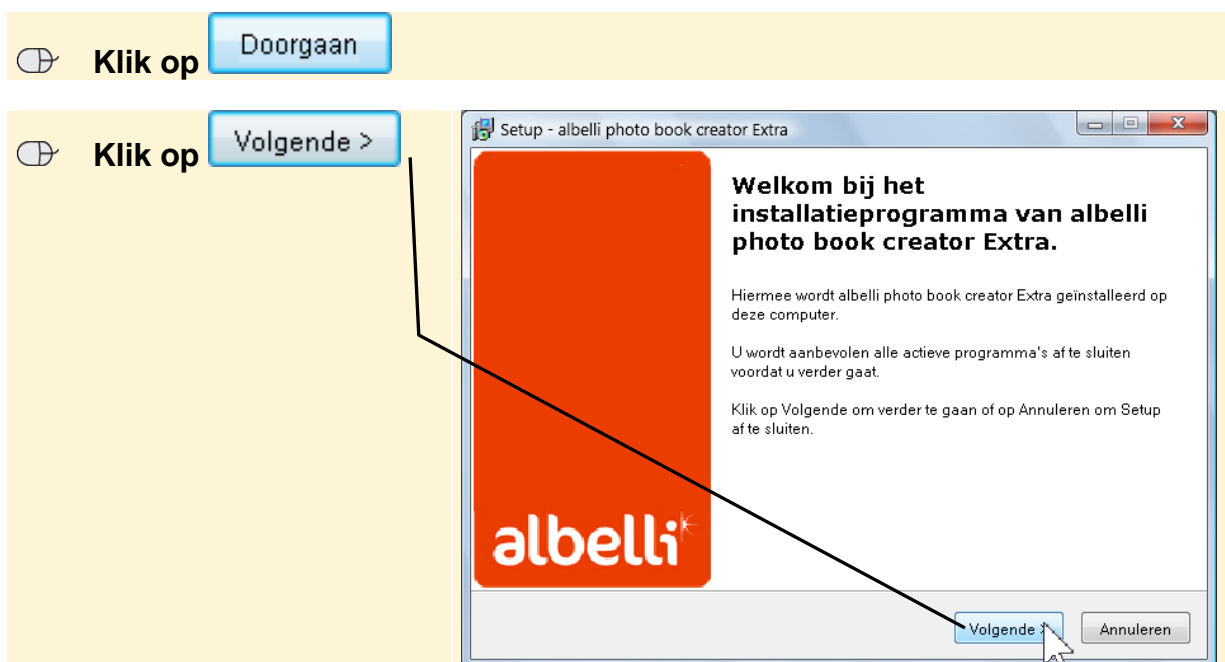 Klik op Doorgaan
Klik op Volgende >
Setup - albelli photo book creator Extra
Welkom bij het
installatieprogramma van albelli
photo book creator Extra.
Hiermee wordt albelli photo book creator Extra geïnstalleerd op
deze computer.
U wordt aanbevolen alle actieve programma's af te sluiten
voordat u verder gaat.
Klik op Volgende om verder te gaan of op Annuleren om Setup
af te sluiten.
albelli
Volgende >
Annuleren